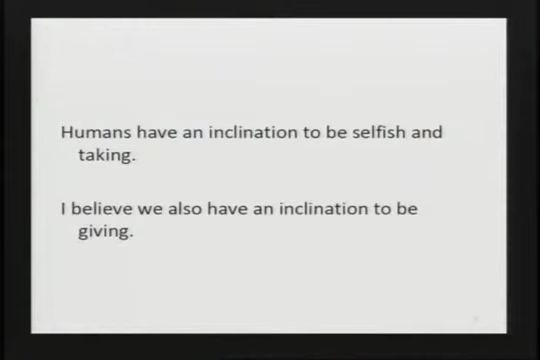 Humans have an inclination to be selfish and
taking.
I believe we also have an inclination to be
giving.